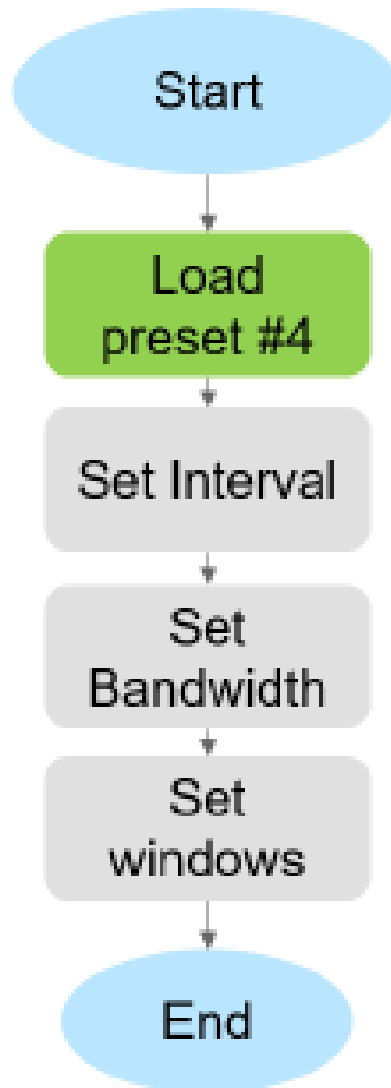 Start
Load
preset #4
Set Interval
Set
Bandwidth
Set
windows
End